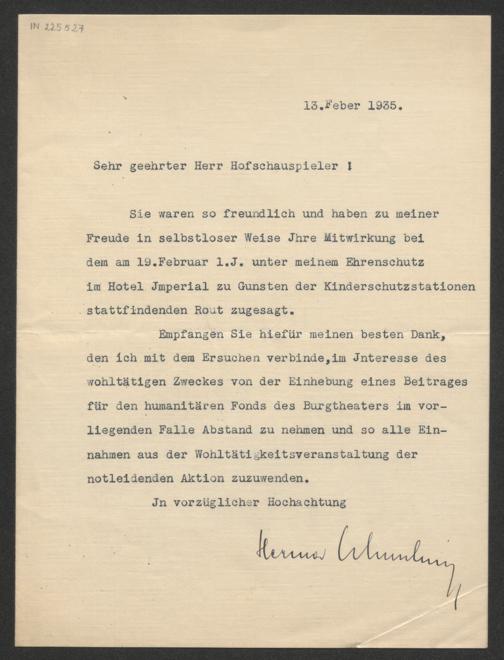 IN 225527
13.Feber 1935.
Sehr geehrter Herr Hofschauspieler !
Sie waren so freundlich und haben zu meiner
Freude in selbstloser Weise Jhre Mitwirkung bei
dem am 19.Februar l.J. unter meinem Ehrenschutz
im Hotel Jmperial zu Gunsten der Kinderschutzstationen
stattfindenden Rout zugesagt.
Empfangen Sie hiefür meinen besten Dank,
den ich mit dem Ersuchen verbinde,im Jnteresse des
wohltätigen Zweckes von der Einhebung eines Beitrages
für den humanitären Fonds des Burgtheaters im vor-
liegenden Falle Abstand zu nehmen und so alle Ein-
nahmen aus der Wohltätigkeitsveranstaltung der
notleidenden Aktion zuzuwenden.
Jn vorzüglicher Hochachtung
Herma